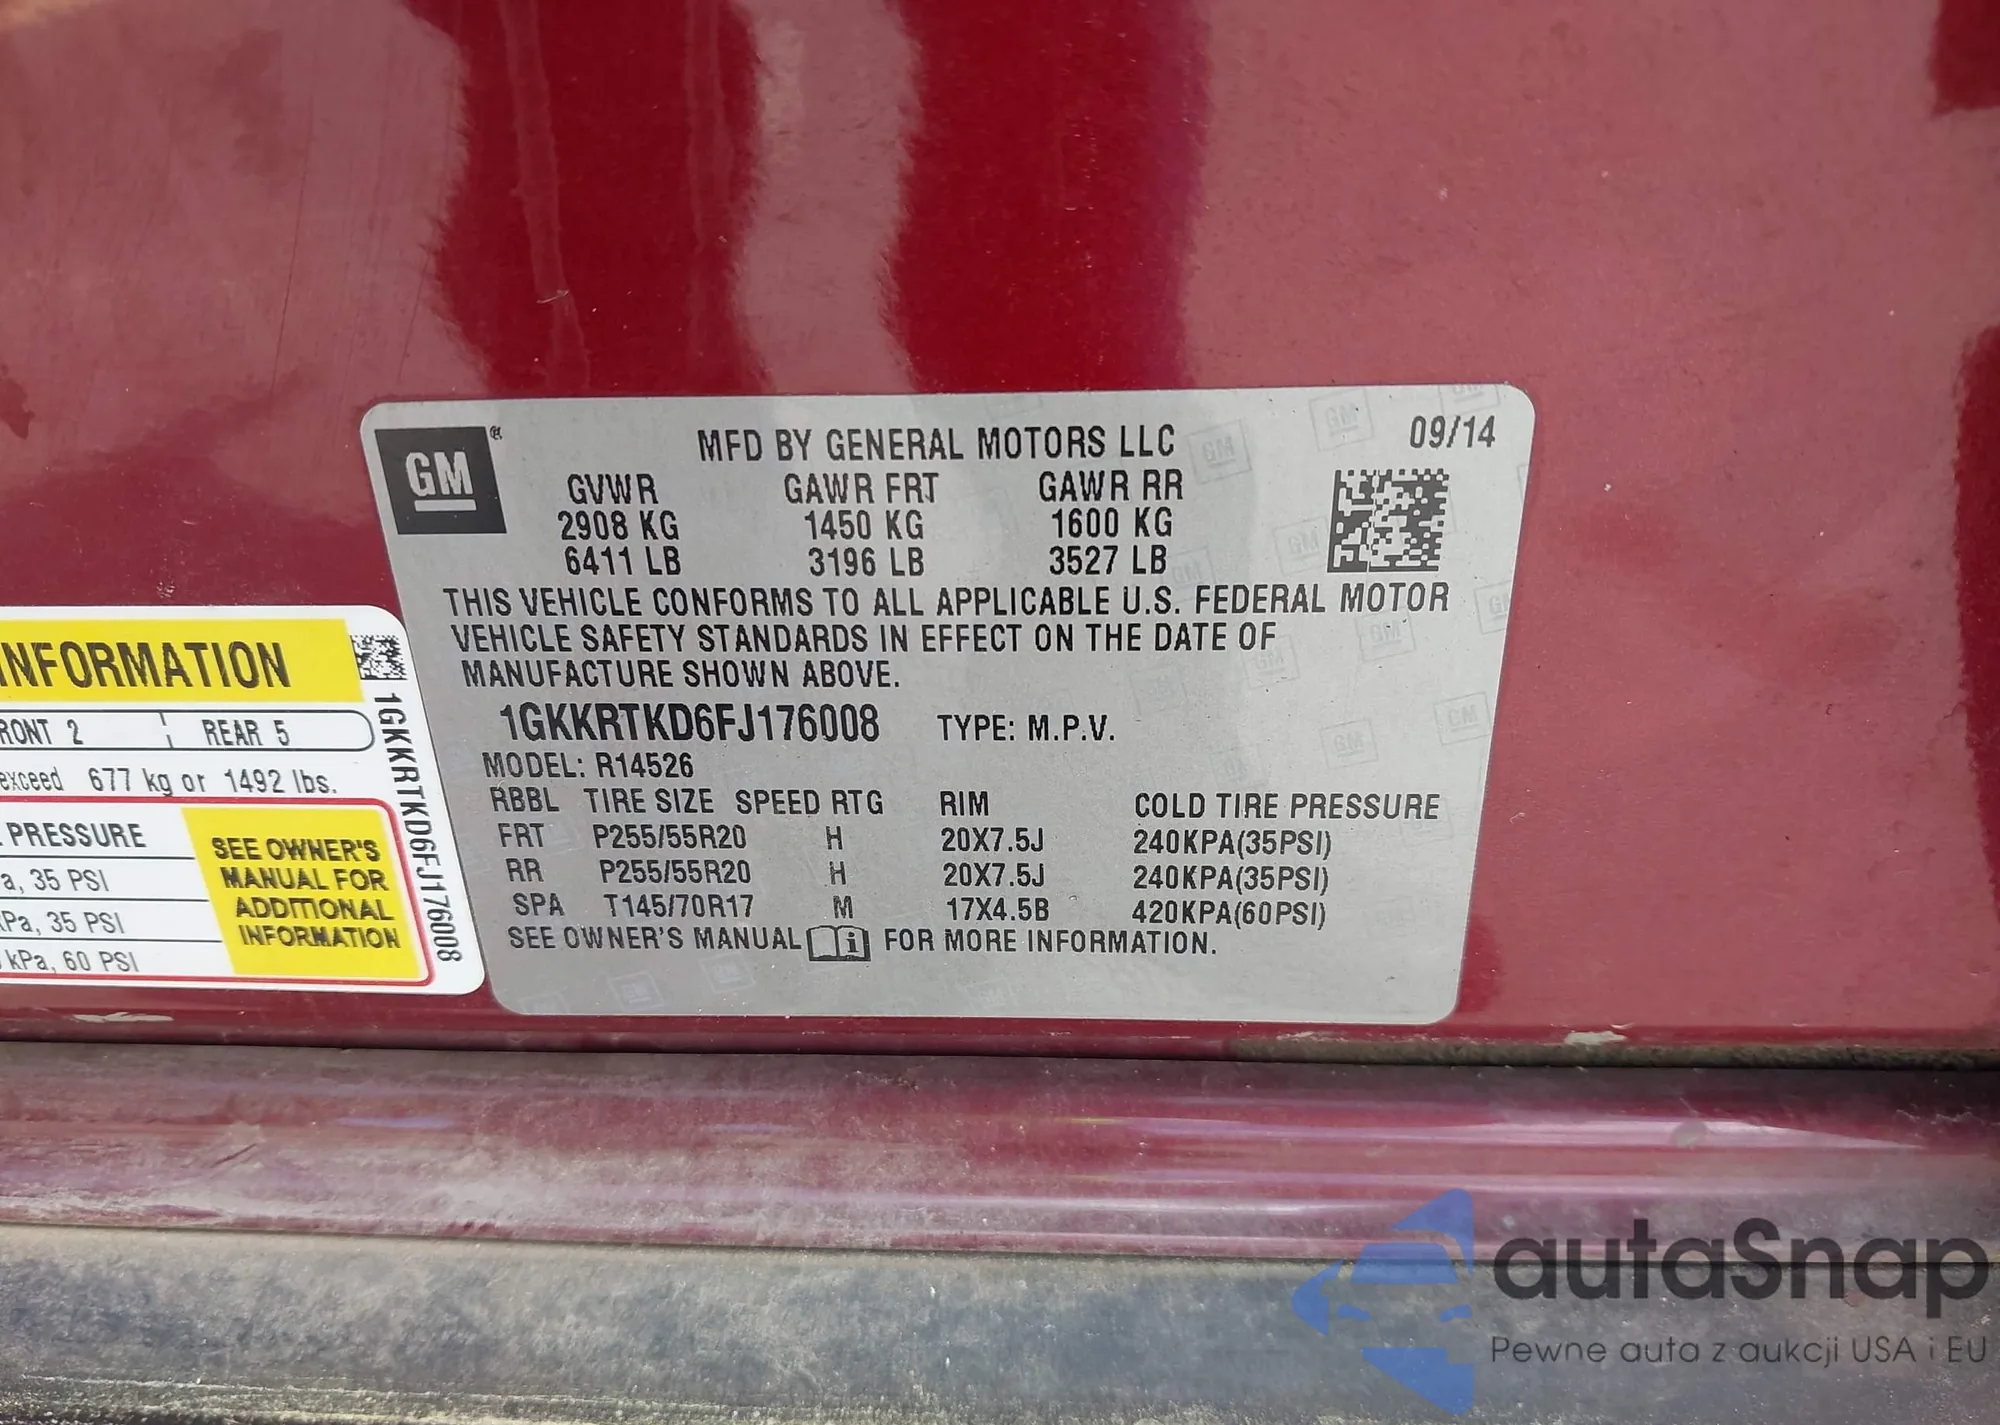 GM ®
MFD BY GENERAL MOTORS LLC 09/14
GVWR GAWR FRT GAWR RR
2908 KG 1450 KG 1600 KG
6411 LB 3196 LB 3527 LB
THIS VEHICLE CONFORMS TO ALL APPLICABLE U.S. FEDERAL MOTOR
VEHICLE SAFETY STANDARDS IN EFFECT ON THE DATE OF
MANUFACTURE SHOWN ABOVE.
1GKKRTKD6FJ176008 TYPE: M.P.V.
MODEL: R14526
RBBL TIRE SIZE SPEED RTG RIM COLD TIRE PRESSURE
FRT P255/55R20 H 20X7.5J 240KPA(35PSI)
RR P255/55R20 H 20X7.5J 240KPA(35PSI)
SPA T145/70R17 M 17X4.5B 420KPA(60PSI)
SEE OWNER'S MANUAL i FOR MORE INFORMATION.
INFORMATION
RONT 2 REAR 5
exceed 677 kg or 1492 lbs.
PRESSURE
a, 35 PSI
kPa, 35 PSI
kPa, 60 PSI
SEE OWNER'S
MANUAL FOR
ADDITIONAL
INFORMATION
1GKKRTKD6FJ176008
autaSnap
Pewne auta z aukcji USA i EU